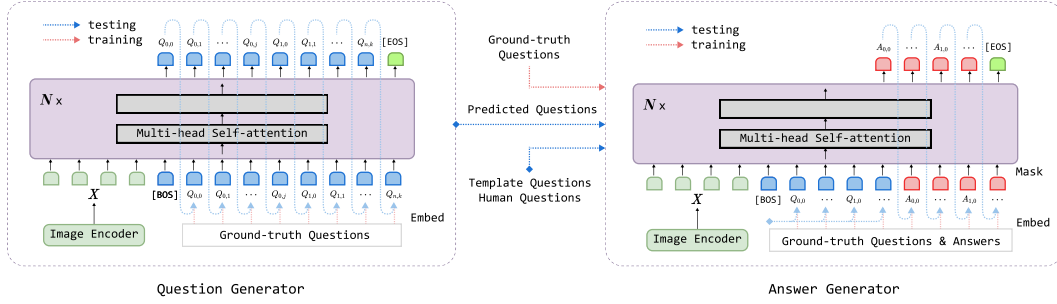 testing
training
Q0,0 Q0,1 ... Q0,j Q1,0 Q1,1 ... Qn,k [EOS]
N x
Multi-head Self-attention
[BOS] Q0,0 Q0,1 ... Q0,j Q1,0 Q1,1 ... Qn,k
X
Embed
Image Encoder
Ground-truth Questions
Question Generator
Ground-truth
Questions
Predicted Questions
Template Questions
Human Questions
testing
training
A0,0 ... A1,0 ... [EOS]
N x
Multi-head Self-attention
Mask
[BOS] Q0,0 ... Q1,0 ... A0,0 ... A1,0 ...
X
Embed
Image Encoder
Ground-truth Questions & Answers
Answer Generator